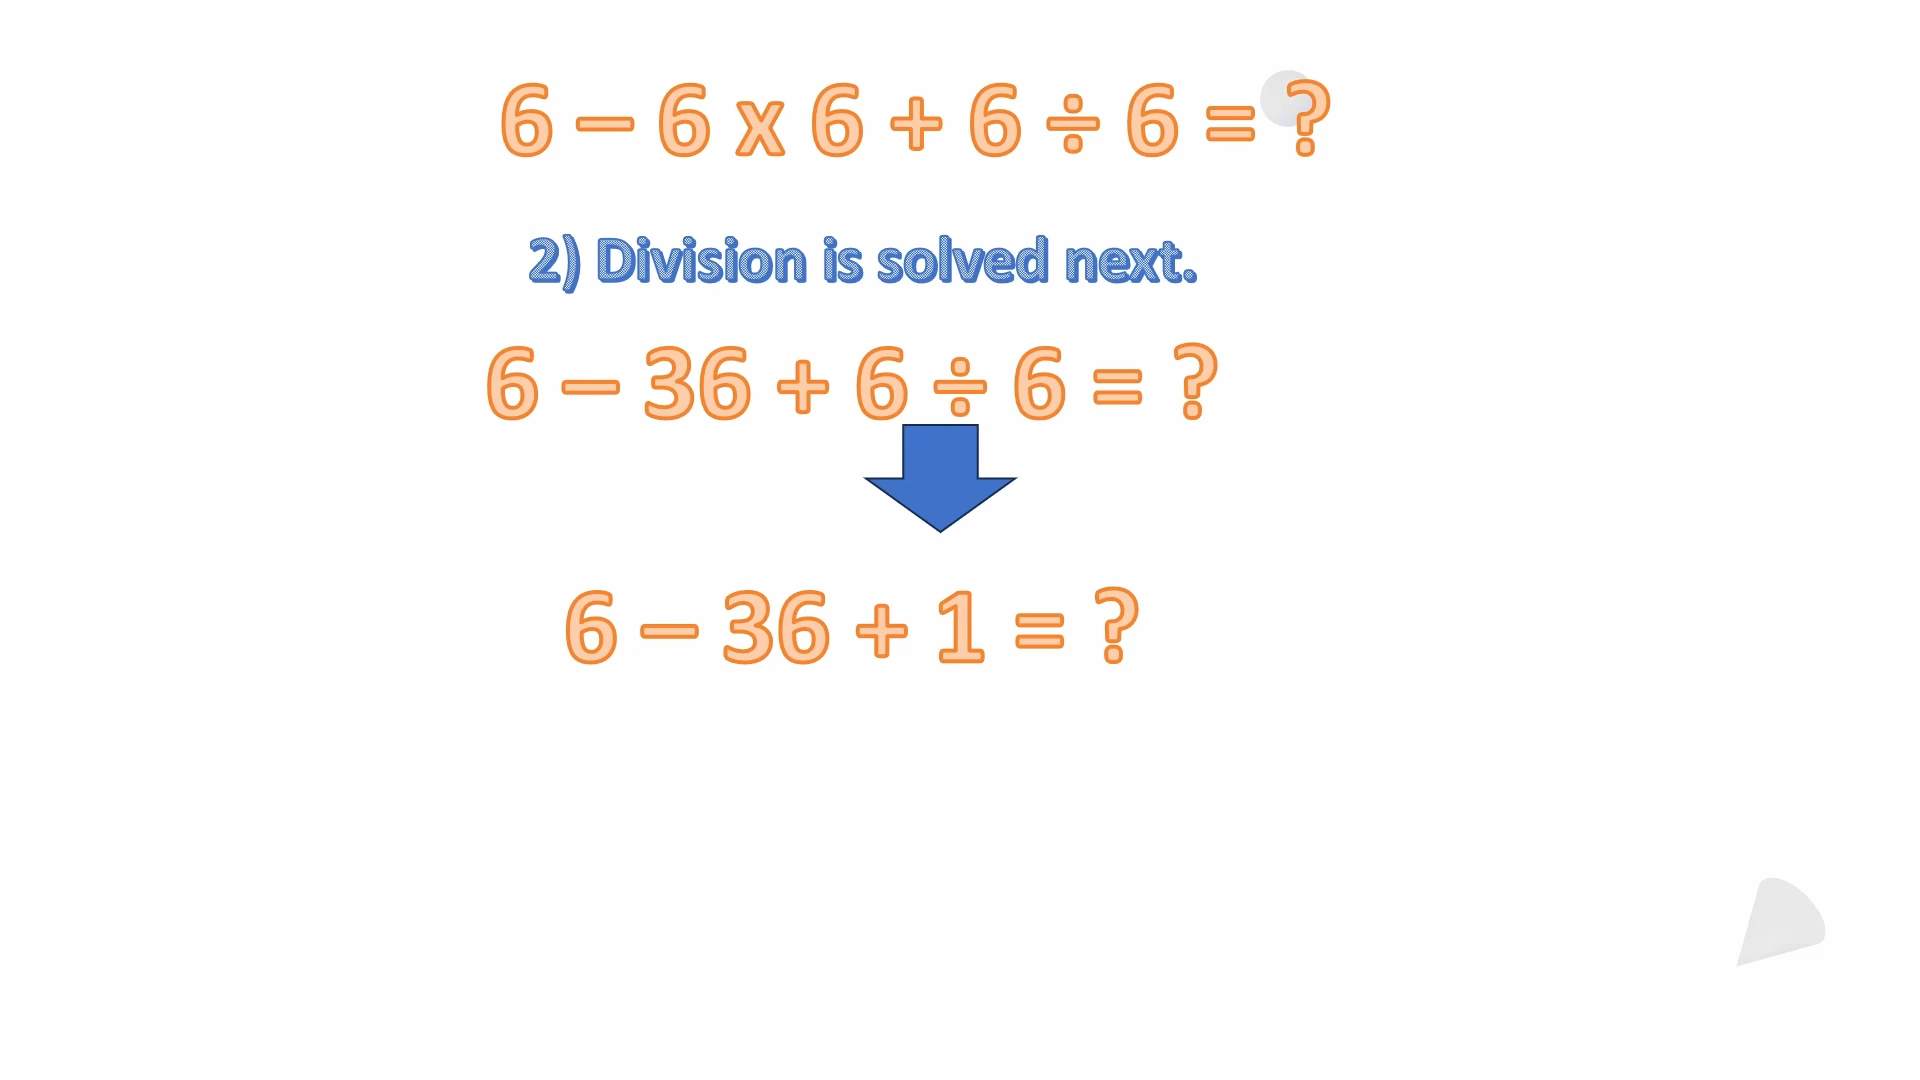 6 – 6 x 6 + 6 ÷ 6 = ?
2) Division is solved next.
6 – 36 + 6 ÷ 6 = ?
6 – 36 + 1 = ?